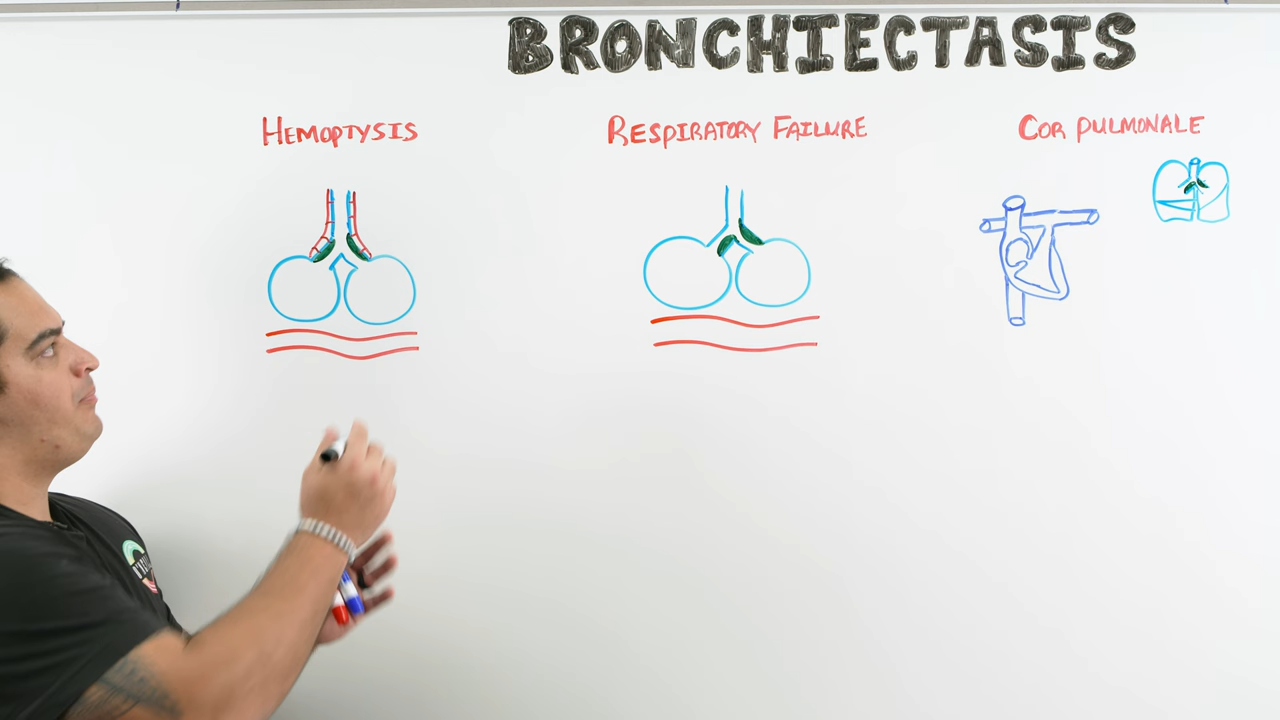 BRONCHIECTASIS
HEMOPTYSIS
RESPIRATORY FAILURE
COR PULMONALE